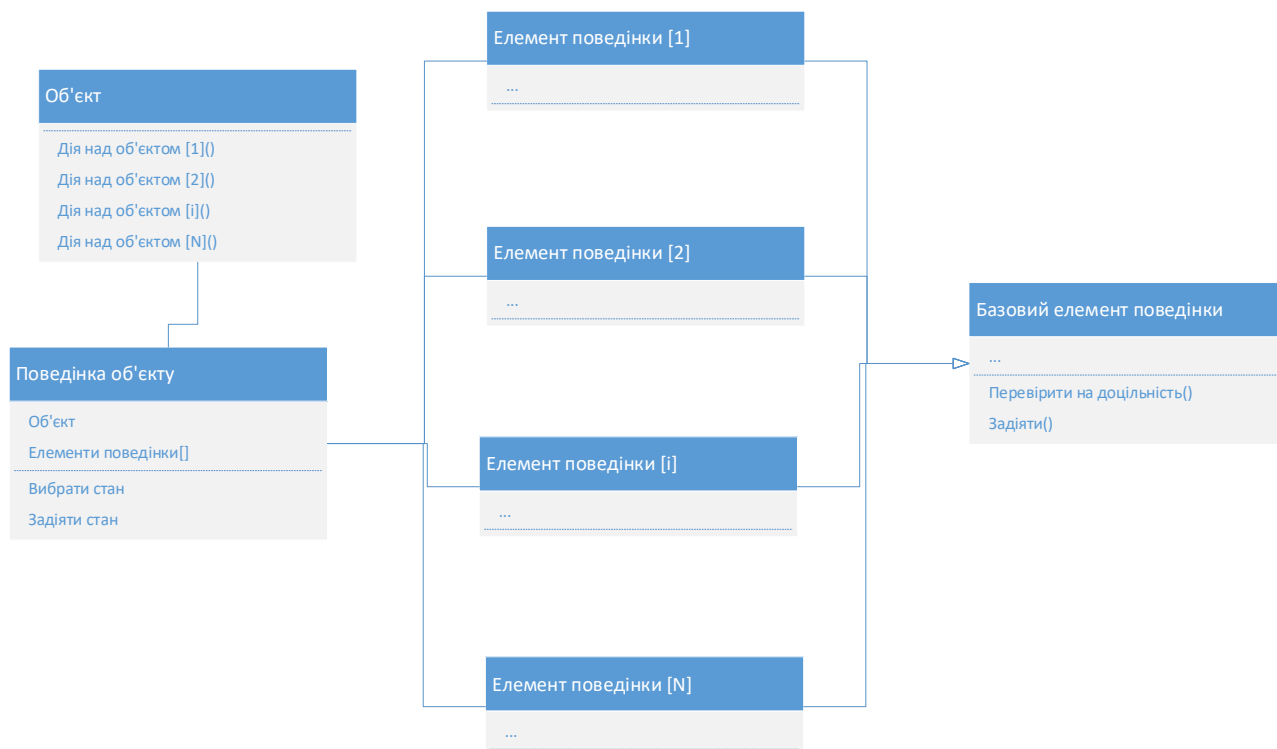 Об'єкт
Дія над об'єктом [1]()
Дія над об'єктом [2]()
Дія над об'єктом [i]()
Дія над об'єктом [N]()
Поведінка об'єкту
Об'єкт
Елементи поведінки[]
Вибрати стан
Задіяти стан
Елемент поведінки [1]
...
Елемент поведінки [2]
...
Елемент поведінки [i]
...
Елемент поведінки [N]
...
Базовий елемент поведінки
...
Перевірити на доцільність()
Задіяти()